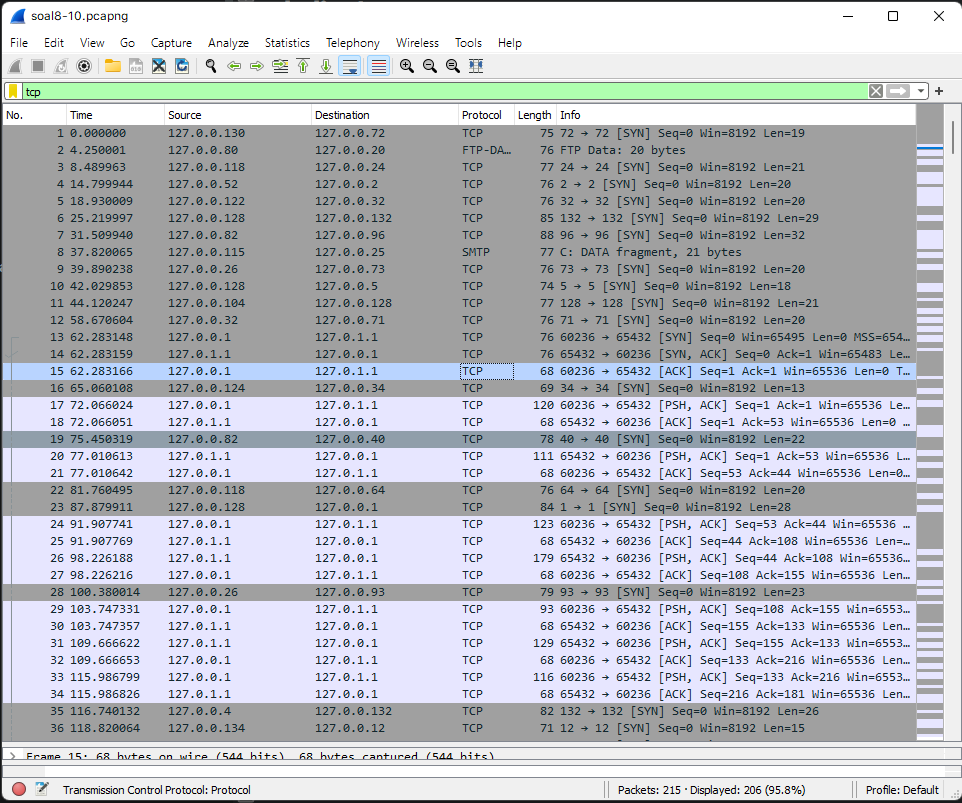 soal8-10.pcapng
File Edit View Go Capture Analyze Statistics Telephony Wireless Tools Help
tcp
No. Time Source Destination Protocol Length Info
1 0.000000 127.0.0.130 127.0.0.72 TCP 75 72 → 72 [SYN] Seq=0 Win=8192 Len=19
2 4.250001 127.0.0.80 127.0.0.20 FTP-DA… 76 FTP Data: 20 bytes
3 8.489963 127.0.0.118 127.0.0.24 TCP 77 24 → 24 [SYN] Seq=0 Win=8192 Len=21
4 14.799944 127.0.0.52 127.0.0.2 TCP 76 2 → 2 [SYN] Seq=0 Win=8192 Len=20
5 18.930009 127.0.0.122 127.0.0.32 TCP 76 32 → 32 [SYN] Seq=0 Win=8192 Len=20
6 25.219997 127.0.0.128 127.0.0.132 TCP 85 132 → 132 [SYN] Seq=0 Win=8192 Len=29
7 31.509940 127.0.0.82 127.0.0.96 TCP 88 96 → 96 [SYN] Seq=0 Win=8192 Len=32
8 37.820065 127.0.0.115 127.0.0.25 SMTP 77 C: DATA fragment, 21 bytes
9 39.890238 127.0.0.26 127.0.0.73 TCP 76 73 → 73 [SYN] Seq=0 Win=8192 Len=20
10 42.029853 127.0.0.128 127.0.0.5 TCP 74 5 → 5 [SYN] Seq=0 Win=8192 Len=18
11 44.120247 127.0.0.104 127.0.0.128 TCP 77 128 → 128 [SYN] Seq=0 Win=8192 Len=21
12 58.670604 127.0.0.32 127.0.0.71 TCP 76 71 → 71 [SYN] Seq=0 Win=8192 Len=20
13 62.283148 127.0.0.1 127.0.1.1 TCP 76 60236 → 65432 [SYN] Seq=0 Win=65495 Len=0 MSS=654…
14 62.283159 127.0.1.1 127.0.0.1 TCP 76 65432 → 60236 [SYN, ACK] Seq=0 Ack=1 Win=65483 Le…
15 62.283166 127.0.0.1 127.0.1.1 TCP 68 60236 → 65432 [ACK] Seq=1 Ack=1 Win=65536 Len=0 T…
16 65.060108 127.0.0.124 127.0.0.34 TCP 69 34 → 34 [SYN] Seq=0 Win=8192 Len=13
17 72.066024 127.0.0.1 127.0.1.1 TCP 120 60236 → 65432 [PSH, ACK] Seq=1 Ack=1 Win=65536 Le…
18 72.066051 127.0.1.1 127.0.0.1 TCP 68 65432 → 60236 [ACK] Seq=1 Ack=53 Win=65536 Len=0 …
19 75.450319 127.0.0.82 127.0.0.40 TCP 78 40 → 40 [SYN] Seq=0 Win=8192 Len=22
20 77.010613 127.0.1.1 127.0.0.1 TCP 111 65432 → 60236 [PSH, ACK] Seq=1 Ack=53 Win=65536 L…
21 77.010642 127.0.0.1 127.0.1.1 TCP 68 60236 → 65432 [ACK] Seq=53 Ack=44 Win=65536 Len=0…
22 81.760495 127.0.0.118 127.0.0.64 TCP 76 64 → 64 [SYN] Seq=0 Win=8192 Len=20
23 87.879911 127.0.0.128 127.0.0.1 TCP 84 1 → 1 [SYN] Seq=0 Win=8192 Len=28
24 91.907741 127.0.0.1 127.0.1.1 TCP 123 60236 → 65432 [PSH, ACK] Seq=53 Ack=44 Win=65536 …
25 91.907769 127.0.1.1 127.0.0.1 TCP 68 65432 → 60236 [ACK] Seq=44 Ack=108 Win=65536 Len=…
26 98.226188 127.0.1.1 127.0.0.1 TCP 179 65432 → 60236 [PSH, ACK] Seq=44 Ack=108 Win=65536…
27 98.226216 127.0.0.1 127.0.1.1 TCP 68 60236 → 65432 [ACK] Seq=108 Ack=155 Win=65536 Len…
28 100.380014 127.0.0.26 127.0.0.93 TCP 79 93 → 93 [SYN] Seq=0 Win=8192 Len=23
29 103.747331 127.0.0.1 127.0.1.1 TCP 93 60236 → 65432 [PSH, ACK] Seq=108 Ack=155 Win=6553…
30 103.747357 127.0.1.1 127.0.0.1 TCP 68 65432 → 60236 [ACK] Seq=155 Ack=133 Win=65536 Len…
31 109.666622 127.0.1.1 127.0.0.1 TCP 129 65432 → 60236 [PSH, ACK] Seq=155 Ack=133 Win=6553…
32 109.666653 127.0.0.1 127.0.1.1 TCP 68 60236 → 65432 [ACK] Seq=133 Ack=216 Win=65536 Len…
33 115.986799 127.0.0.1 127.0.1.1 TCP 116 60236 → 65432 [PSH, ACK] Seq=133 Ack=216 Win=6553…
34 115.986826 127.0.1.1 127.0.0.1 TCP 68 65432 → 60236 [ACK] Seq=216 Ack=181 Win=65536 Len…
35 116.740132 127.0.0.4 127.0.0.132 TCP 82 132 → 132 [SYN] Seq=0 Win=8192 Len=26
36 118.820064 127.0.0.134 127.0.0.12 TCP 71 12 → 12 [SYN] Seq=0 Win=8192 Len=15
Frame 15: 68 bytes on wire (544 bits), 68 bytes captured (544 bits)
Transmission Control Protocol: Protocol Packets: 215 · Displayed: 206 (95.8%) Profile: Default